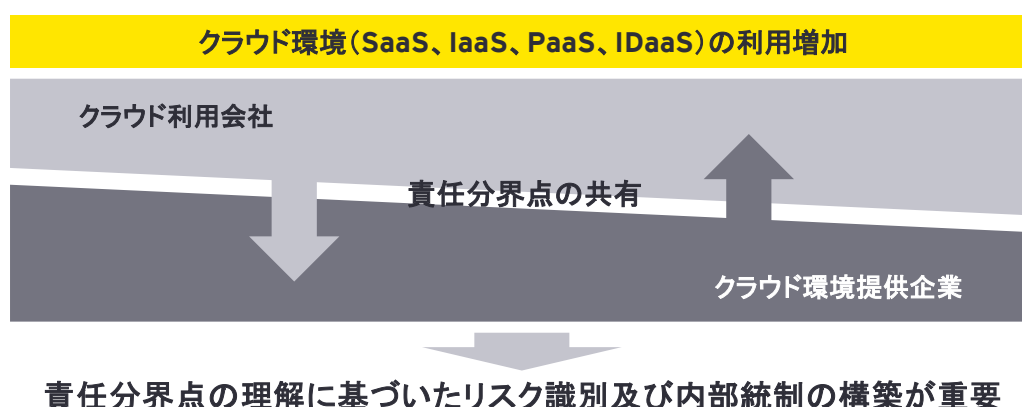 クラウド環境（SaaS、IaaS、PaaS、IDaaS）の利用増加
クラウド利用会社
責任分界点の共有
クラウド環境提供企業
責任分界点の理解に基づいたリスク識別及び内部統制の構築が重要